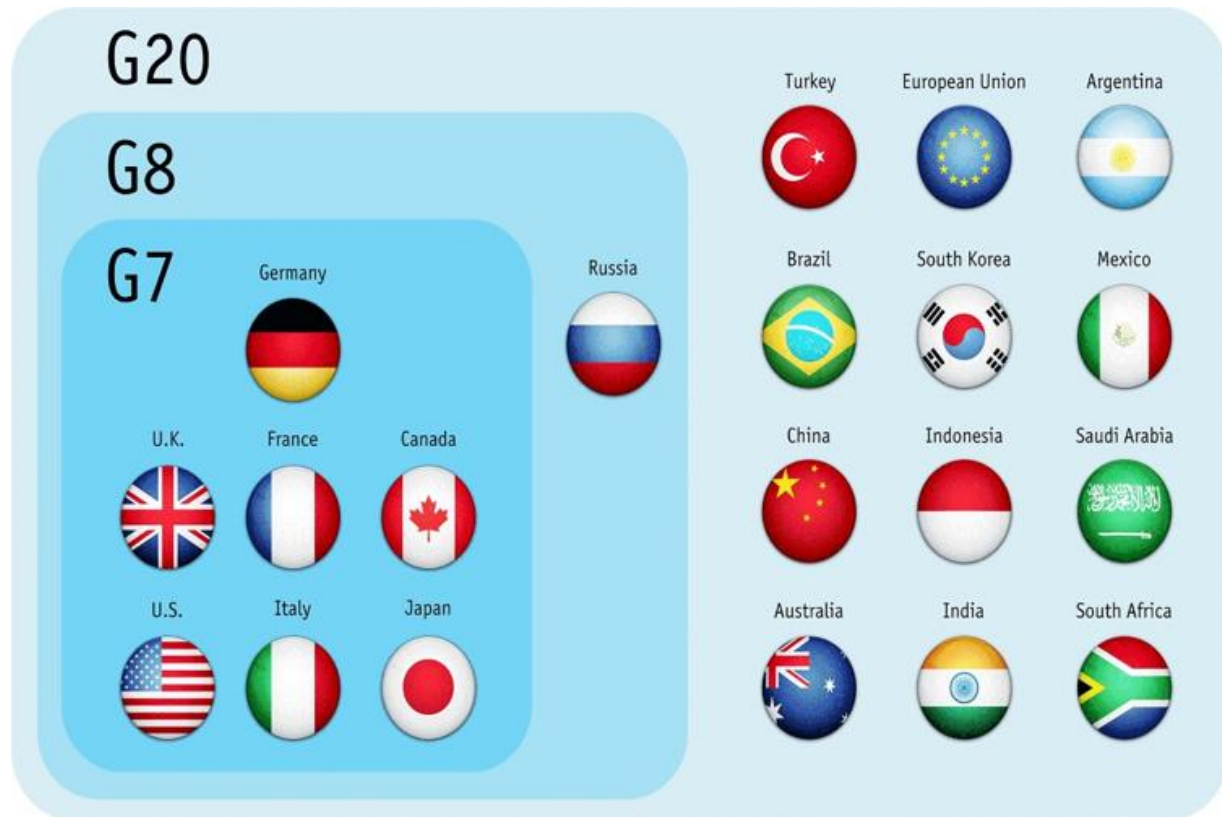 G20
Turkey European Union Argentina
G8
G7
Germany
Russia
Brazil South Korea Mexico
U.K. France Canada
China Indonesia Saudi Arabia
U.S. Italy Japan
Australia India South Africa